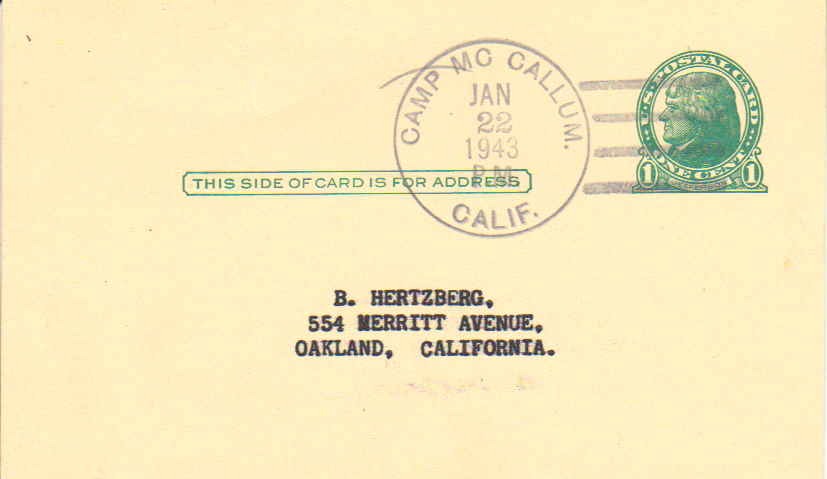 CAMP MC CALLUM.
JAN
22
1943
P.M.
CALIF.
U.S. POSTAL CARD
ONE CENT
1 1
THIS SIDE OF CARD IS FOR ADDRESS
B. HERTZBERG,
554 MERRITT AVENUE,
OAKLAND, CALIFORNIA.